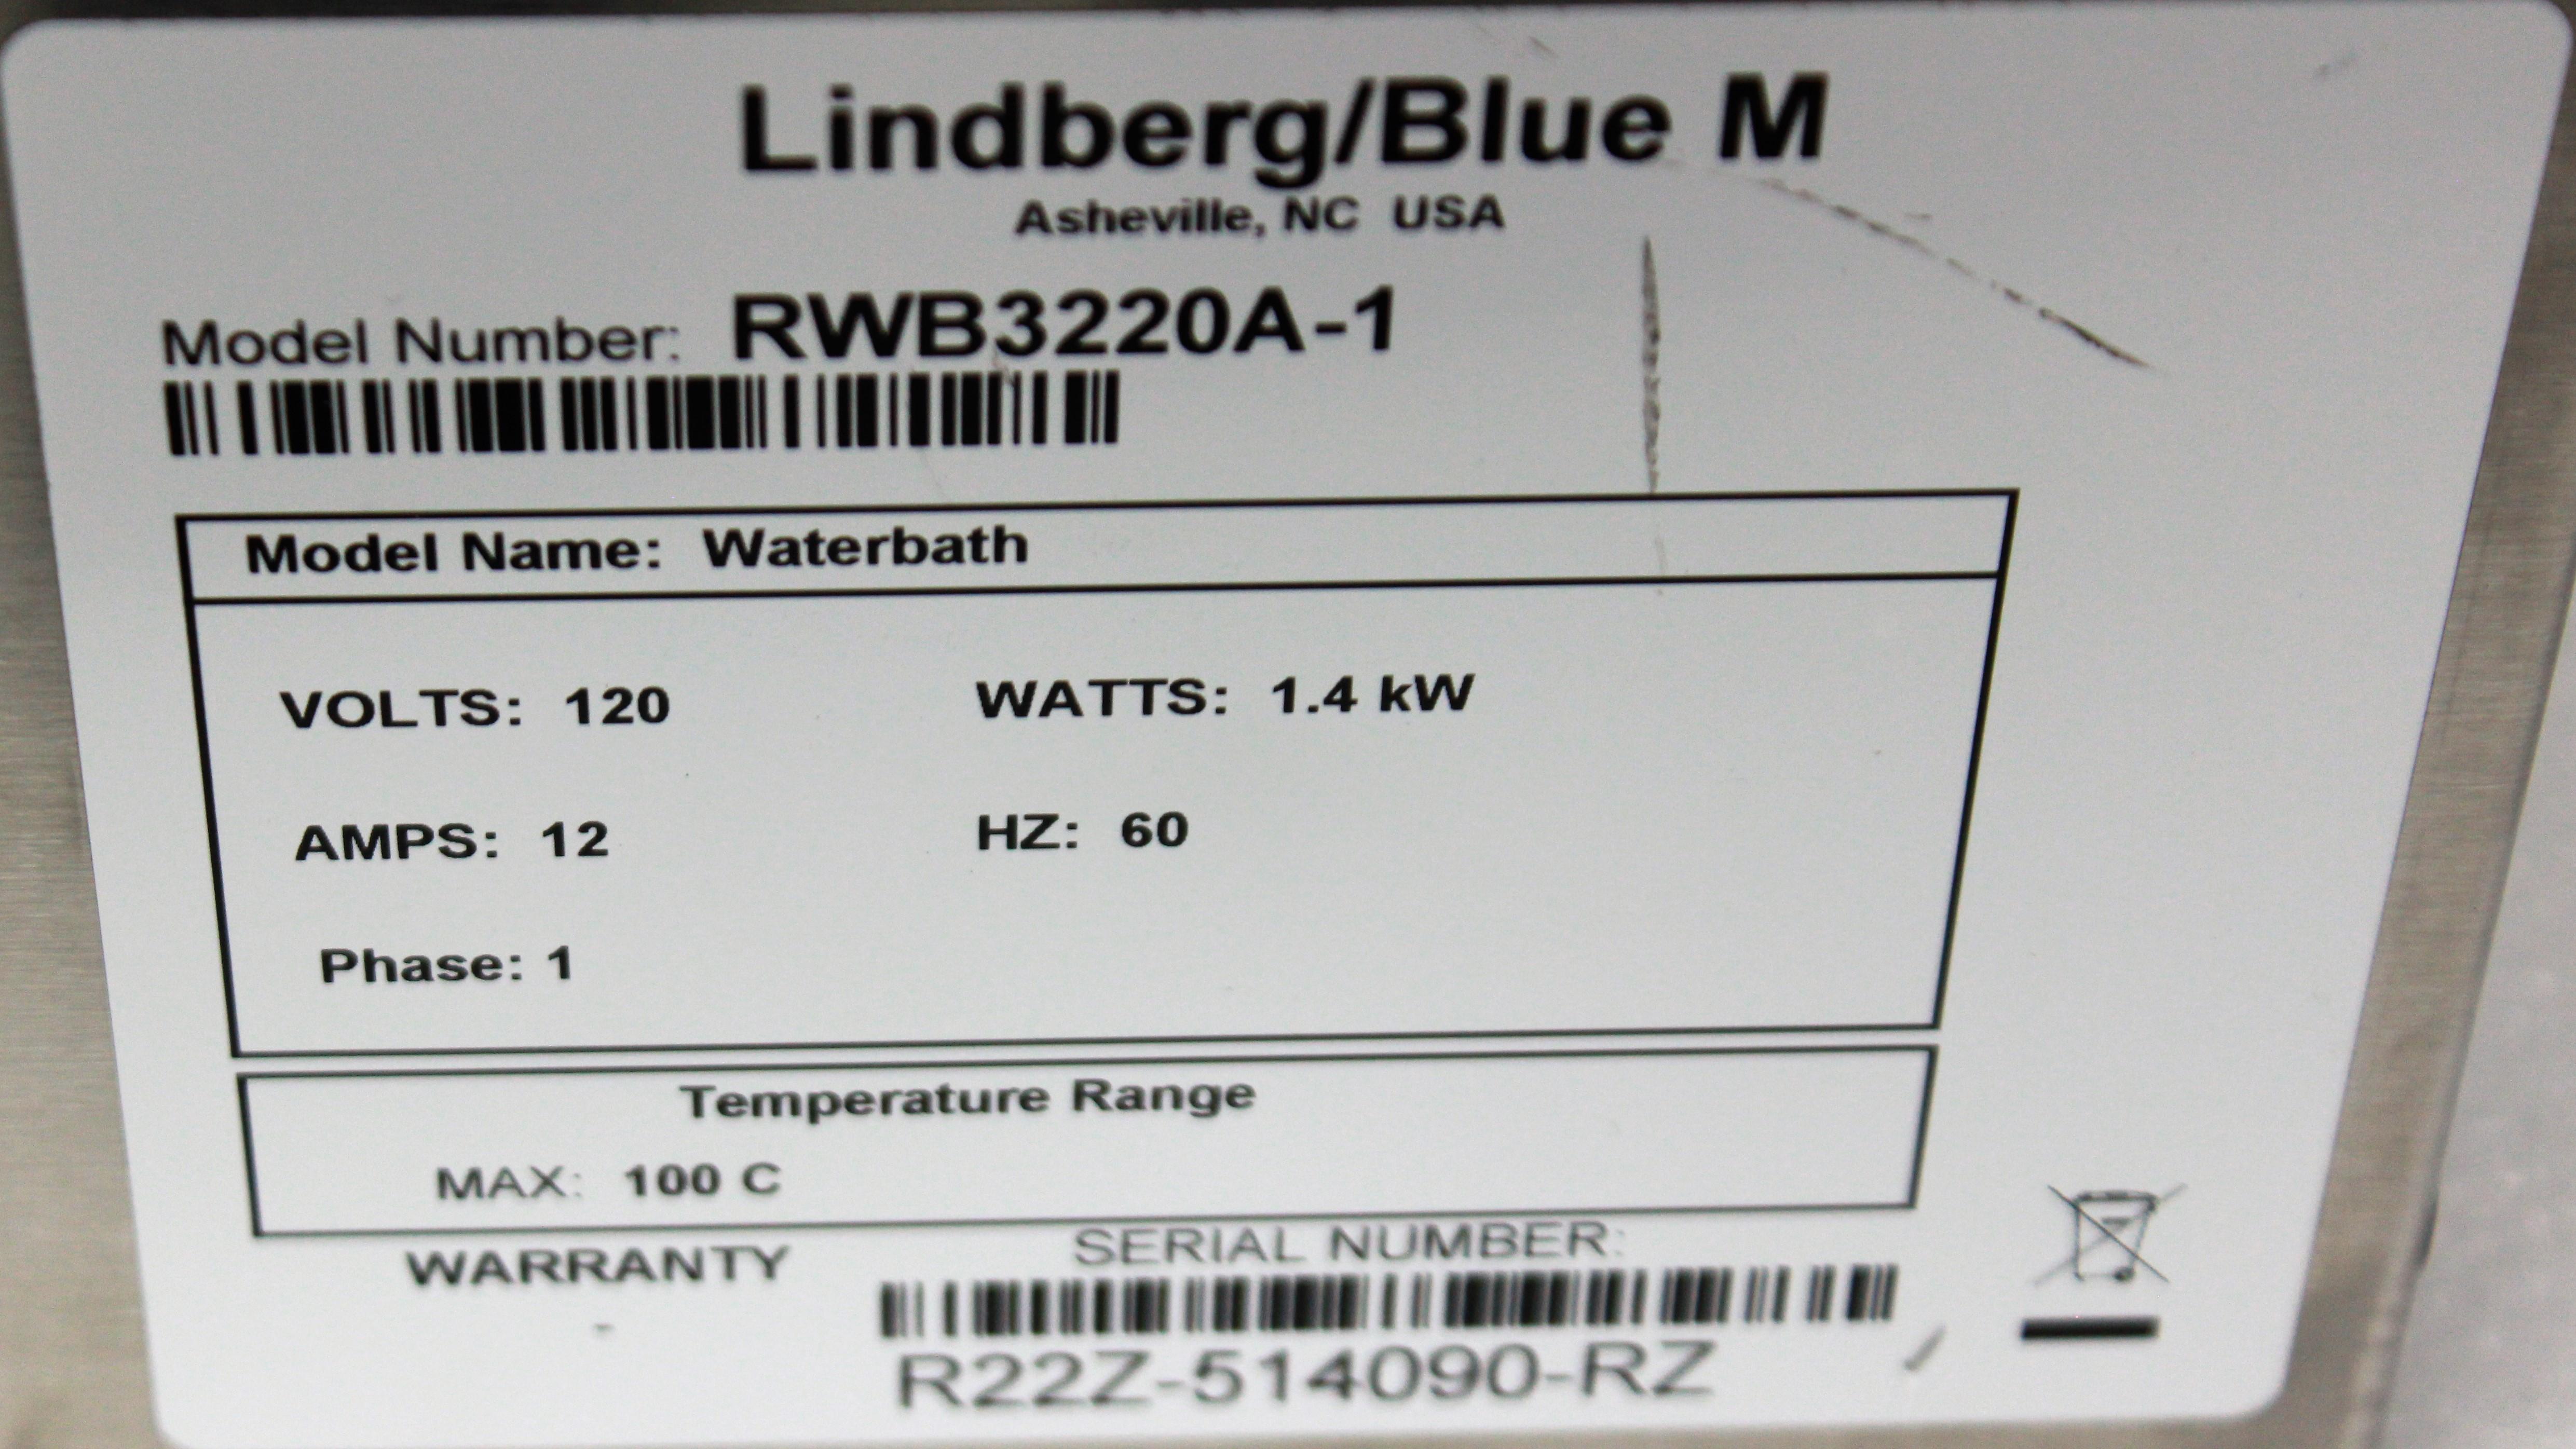 Lindberg/Blue M
Asheville, NC USA
Model Number: RWB3220A-1
Model Name: Waterbath
VOLTS: 120 WATTS: 1.4 kW
AMPS: 12 HZ: 60
Phase: 1
Temperature Range
MAX: 100 C
WARRANTY
-
SERIAL NUMBER:
R22Z-514090-RZ